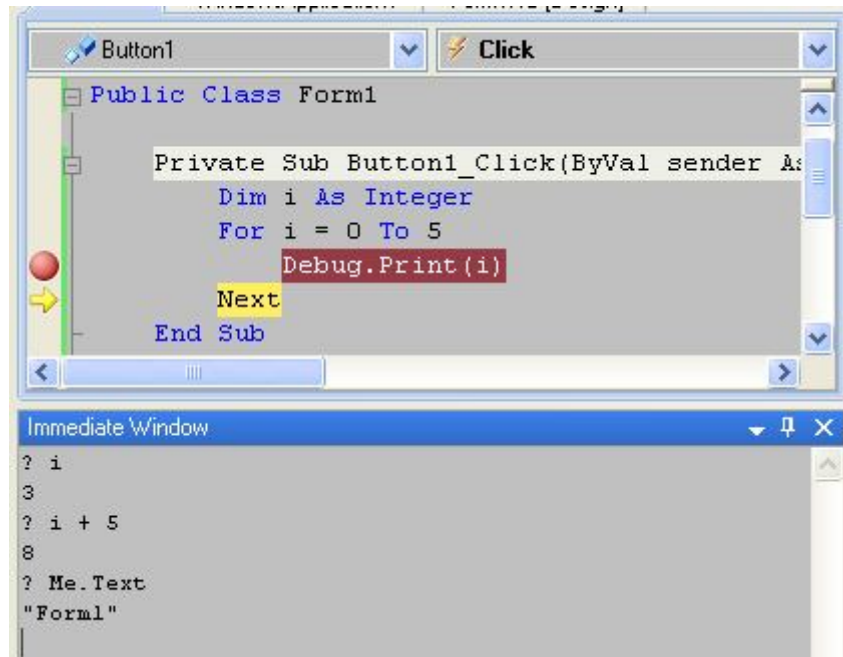 Button1 Click
Public Class Form1
Private Sub Button1_Click(ByVal sender As
Dim i As Integer
For i = 0 To 5
Debug.Print(i)
Next
End Sub
Immediate Window
? i
3
? i + 5
8
? Me.Text
"Form1"